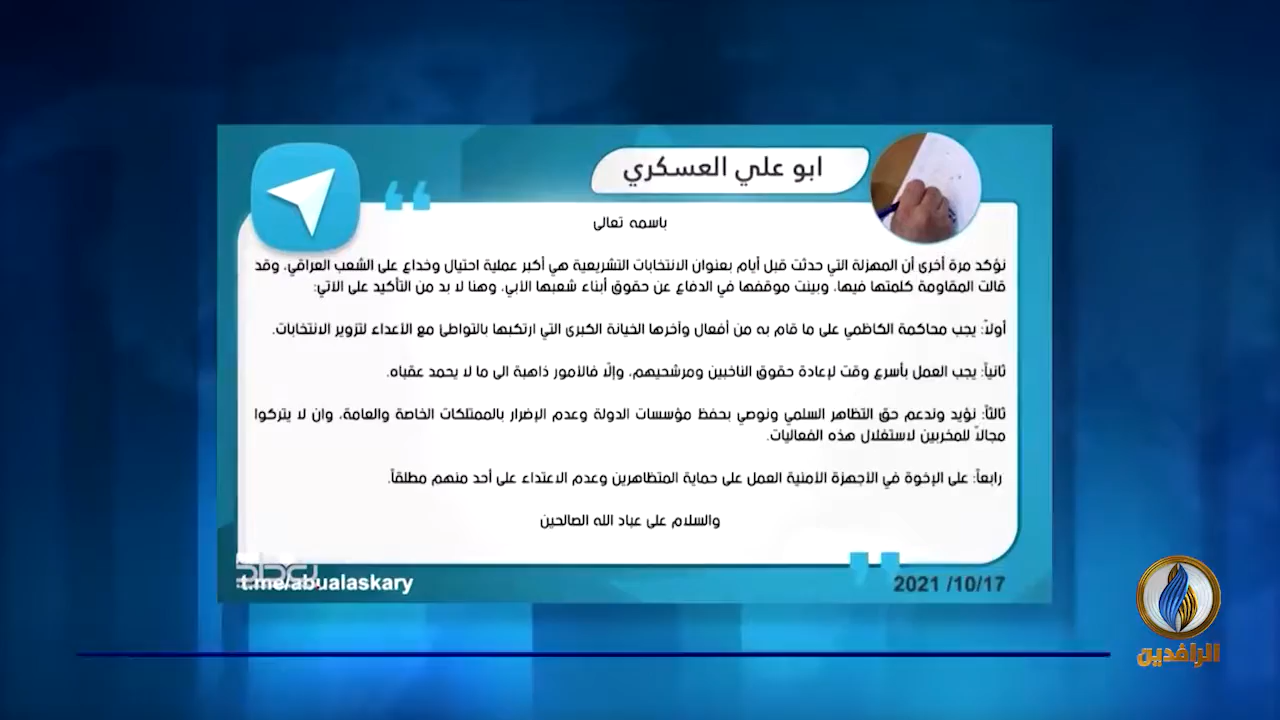 ابو علي العسكري
باسمه تعالى
نؤكد مرة أخرى أن المهزلة التي حدثت قبل أيام بعنوان الانتخابات التشريعية هي أكبر عملية احتيال وخداع على الشعب العراقي، وقد
قالت المقاومة كلمتها فيها، وبينت موقفها في الدفاع عن حقوق أبناء شعبها الأبي، وهنا لا بد من التأكيد على الآتي:
أولاً: يجب محاكمة الكاظمي على ما قام به من أفعال وآخرها الخيانة الكبرى التي ارتكبها بالتواطئ مع الأعداء لتزوير الانتخابات.
ثانياً: يجب العمل بأسرع وقت لإعادة حقوق الناخبين ومرشحيهم، وإلّا فالأمور ذاهبة الى ما لا يحمد عقباه.
ثالثاً: نؤيد وندعم حق التظاهر السلمي ونوصي بحفظ مؤسسات الدولة وعدم الإضرار بالممتلكات الخاصة والعامة، وان لا يتركوا
مجالاً للمخربين لاستغلال هذه الفعاليات.
رابعاً: على الإخوة في الأجهزة الأمنية العمل على حماية المتظاهرين وعدم الاعتداء على أحد منهم مطلقاً.
والسلام على عباد الله الصالحين
t.me/abualaskary
2021 /10/17
الرافدين